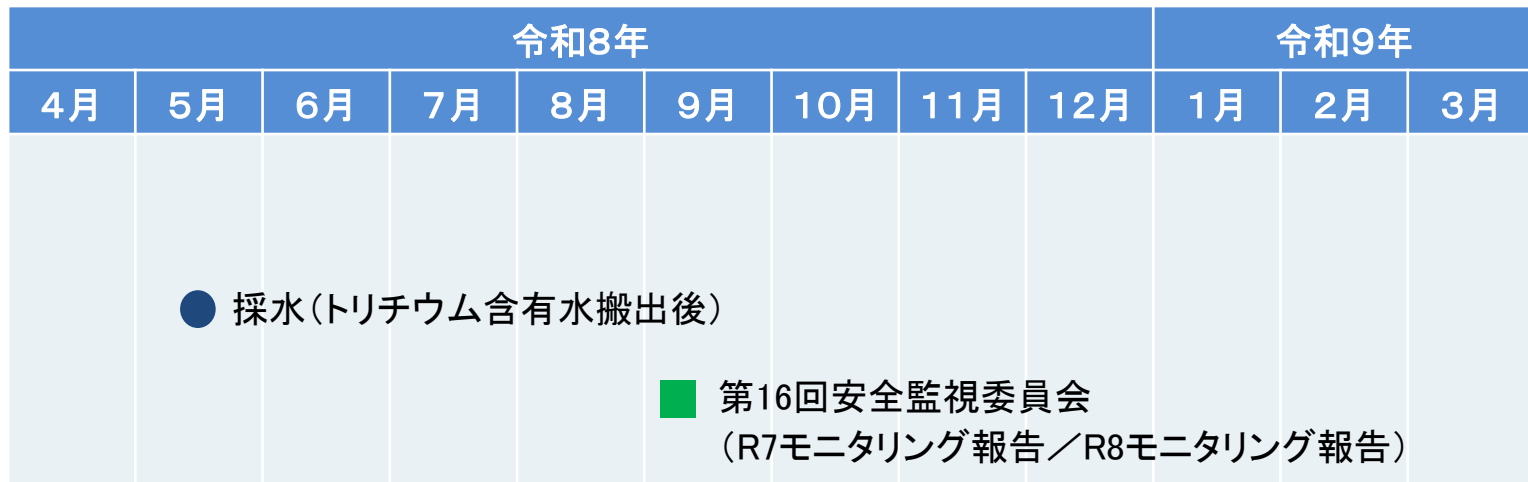 令和8年 令和9年
4月 5月 6月 7月 8月 9月 10月 11月 12月 1月 2月 3月
採水(トリチウム含有水搬出後)
第16回安全監視委員会
(R7モニタリング報告/R8モニタリング報告)